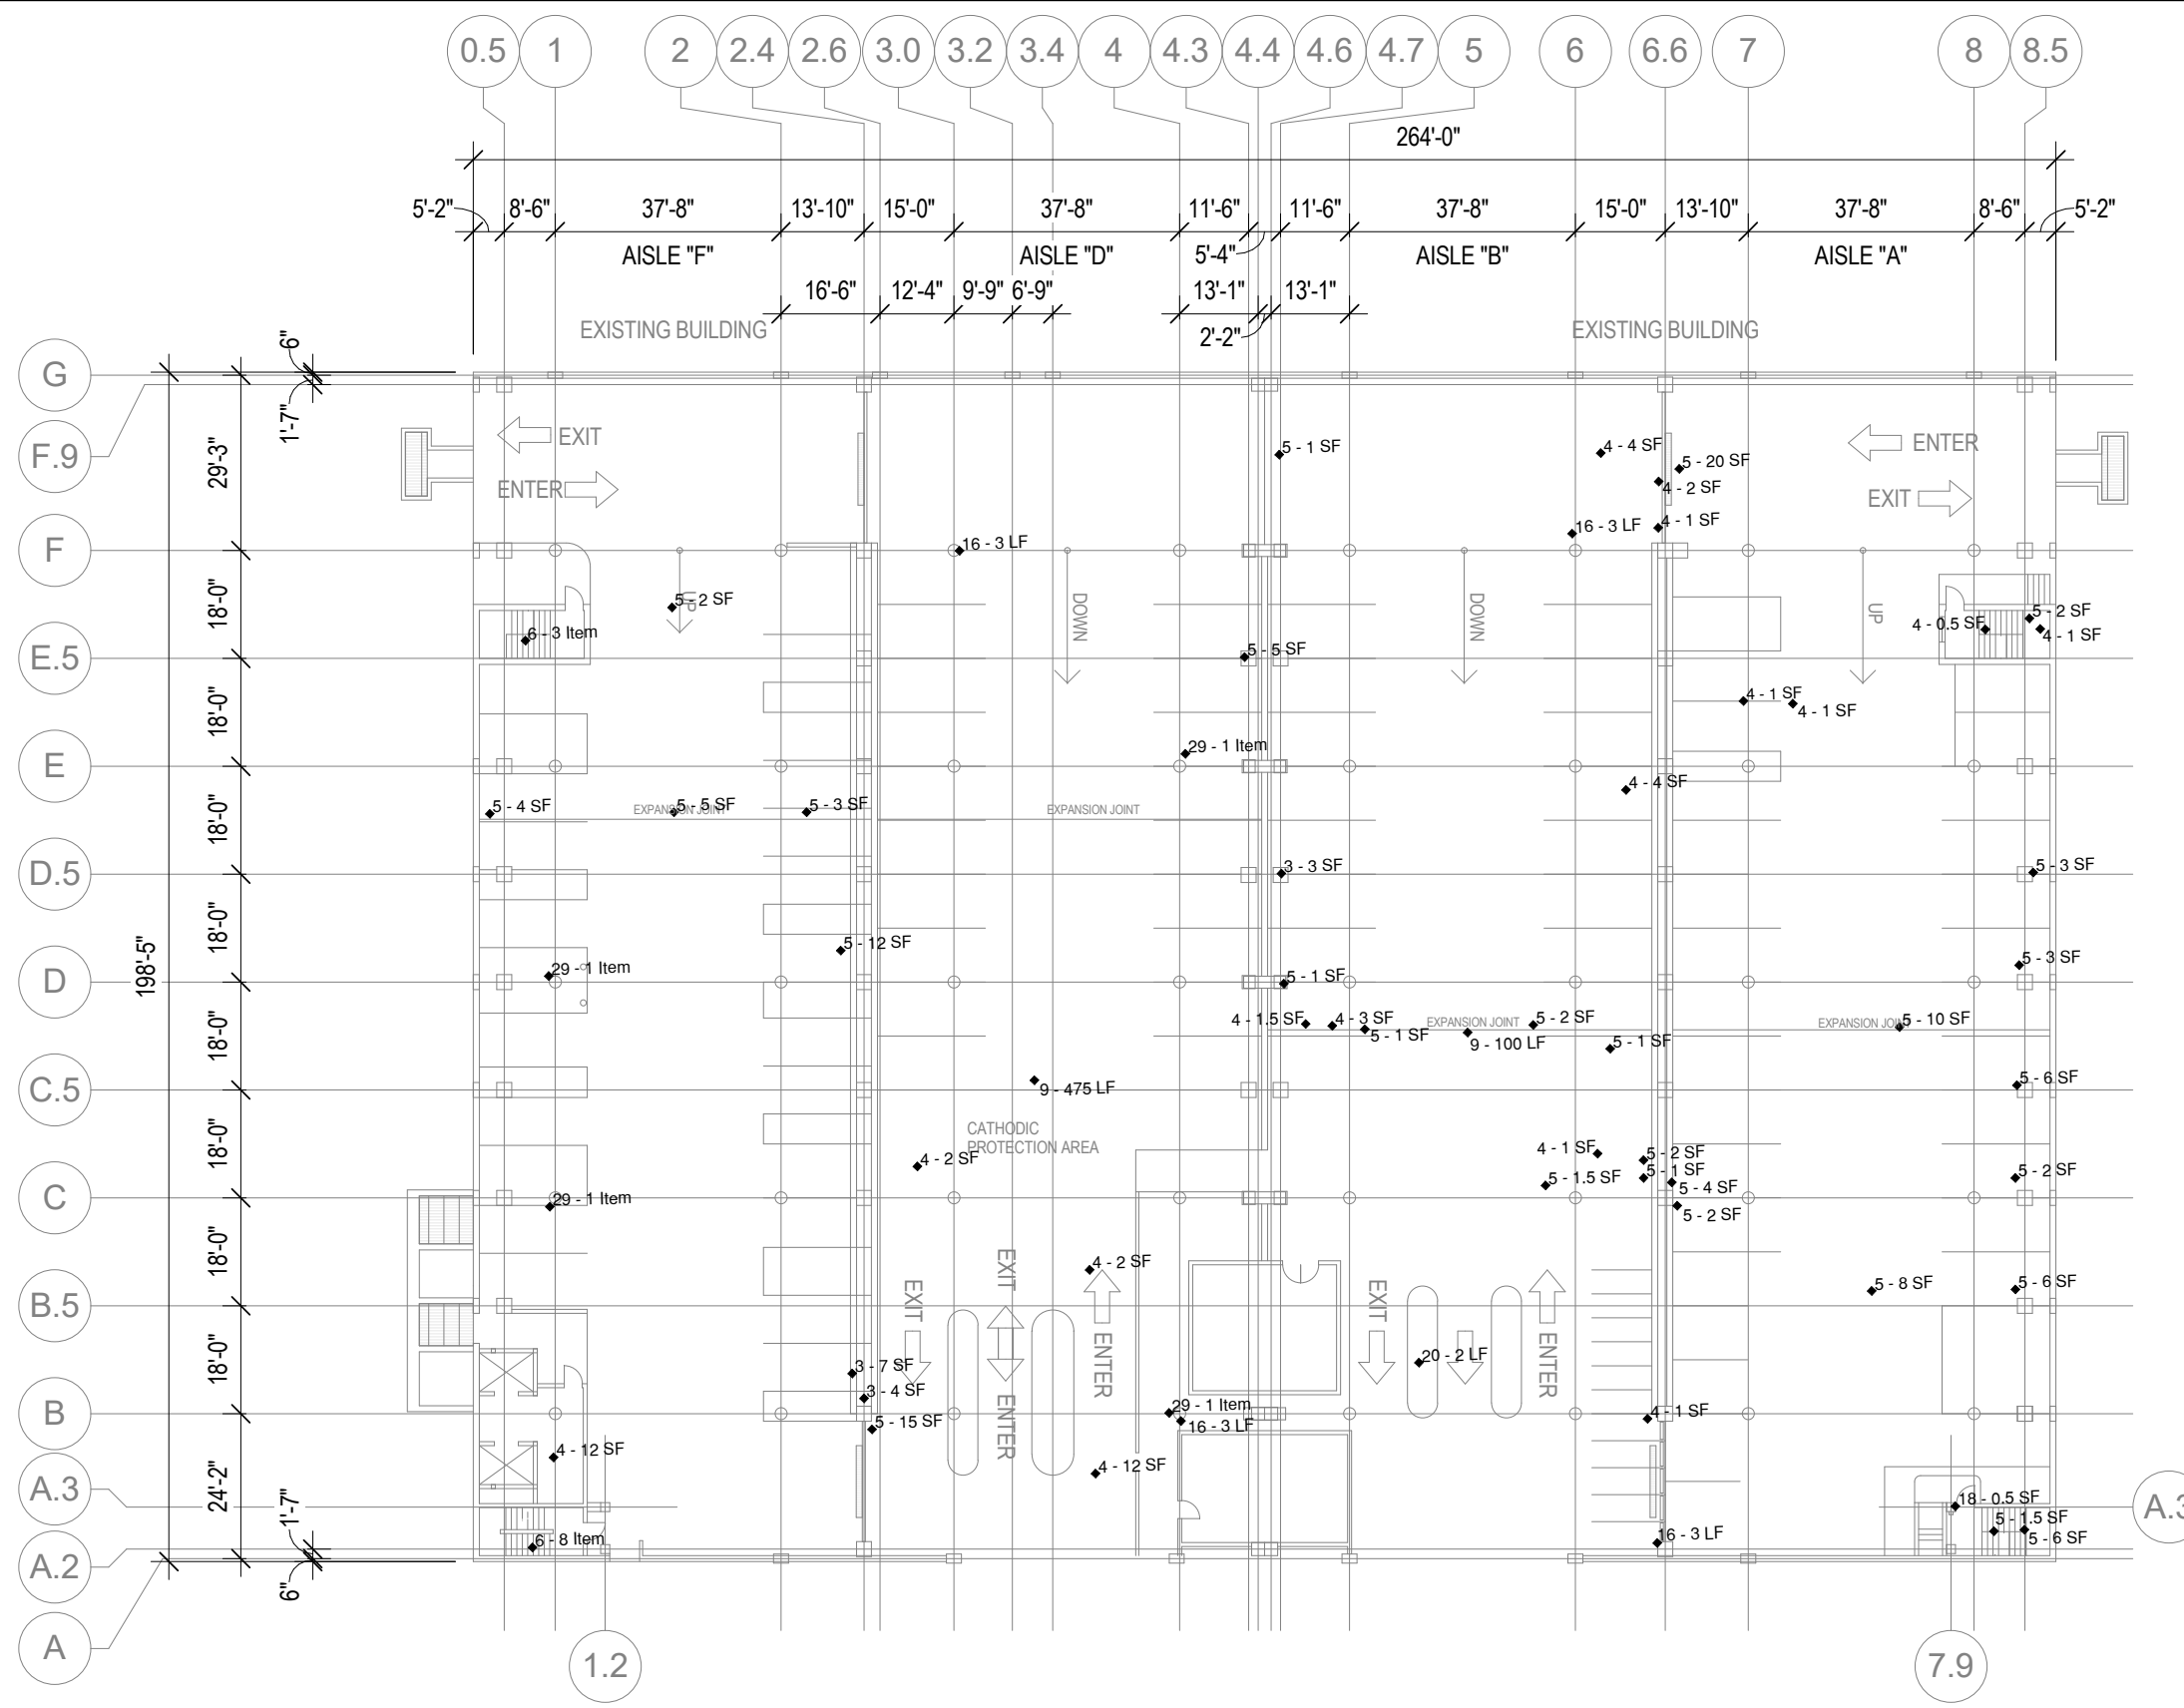 0.5 1 2 2.4 2.6 3.0 3.2 3.4 4 4.3 4.4 4.6 4.7 5 6 6.6 7 8 8.5
264'-0"
5'-2" 8'-6" 37'-8" 13'-10" 15'-0" 37'-8" 11'-6" 11'-6" 37'-8" 15'-0" 13'-10" 37'-8" 8'-6" 5'-2"
AISLE "F" AISLE "D" 5'-4" AISLE "B" AISLE "A"
16'-6" 12'-4" 9'-9" 6'-9" 13'-1" 13'-1"
EXISTING BUILDING 2'-2" EXISTING BUILDING
6"
G
1'-7"
EXIT
ENTER
F.9
29'-3"
5 - 1 SF
4 - 4 SF
5 - 20 SF
4 - 2 SF
ENTER
EXIT
16 - 3 LF
4 - 1 SF
F
16 - 3 LF
18'-0"
5 - 2 SF
UP
DOWN
DOWN
UP
6 - 3 Item
4 - 0.5 SF
5 - 2 SF
4 - 1 SF
E.5
5 - 5 SF
18'-0"
4 - 1 SF
4 - 1 SF
29 - 1 Item
E
4 - 4 SF
18'-0"
5 - 4 SF
EXPANSION JOINT
5 - 5 SF
5 - 3 SF
EXPANSION JOINT
D.5
3 - 3 SF
5 - 3 SF
18'-0"
198'-5"
5 - 12 SF
29 - 1 Item
5 - 3 SF
D
5 - 1 SF
18'-0"
4 - 1.5 SF
4 - 3 SF
5 - 1 SF
EXPANSION JOINT
9 - 100 LF
5 - 2 SF
5 - 1 SF
EXPANSION JOINT
5 - 10 SF
C.5
9 - 475 LF
5 - 6 SF
18'-0"
CATHODIC
PROTECTION AREA
4 - 2 SF
4 - 1 SF
5 - 2 SF
5 - 1 SF
5 - 1.5 SF
5 - 4 SF
5 - 2 SF
5 - 2 SF
C
29 - 1 Item
18'-0"
4 - 2 SF
EXIT
EXIT
EXIT
5 - 8 SF
5 - 6 SF
B.5
18'-0"
3 - 7 SF
3 - 4 SF
ENTER
ENTER
20 - 2 LF
ENTER
B
5 - 15 SF
29 - 1 Item
16 - 3 LF
4 - 1 SF
4 - 12 SF
4 - 12 SF
A.3
24'-2"
1'-7"
18 - 0.5 SF
A.3
6 - 8 Item
16 - 3 LF
5 - 1.5 SF
5 - 6 SF
A.2
6"
A
1.2 7.9